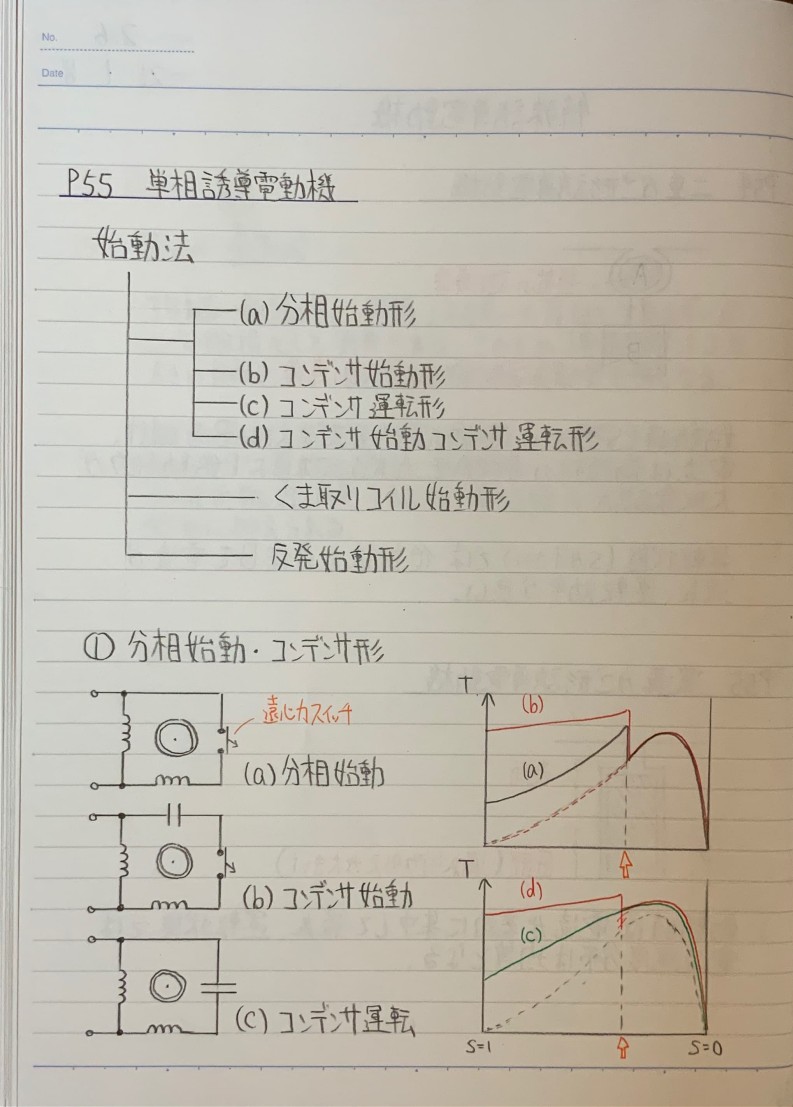 No.
Date
P55 単相誘導電動機
始動法
(a) 分相始動形
(b) コンデンサ始動形
(c) コンデンサ運転形
(d) コンデンサ始動コンデンサ運転形
くま取りコイル始動形
反発始動形
① 分相始動・コンデンサ形
遠心力スイッチ
(a) 分相始動
T
(b)
(a)
(b) コンデンサ始動
T
(d)
(c)
(c) コンデンサ運転
S=1
S=0